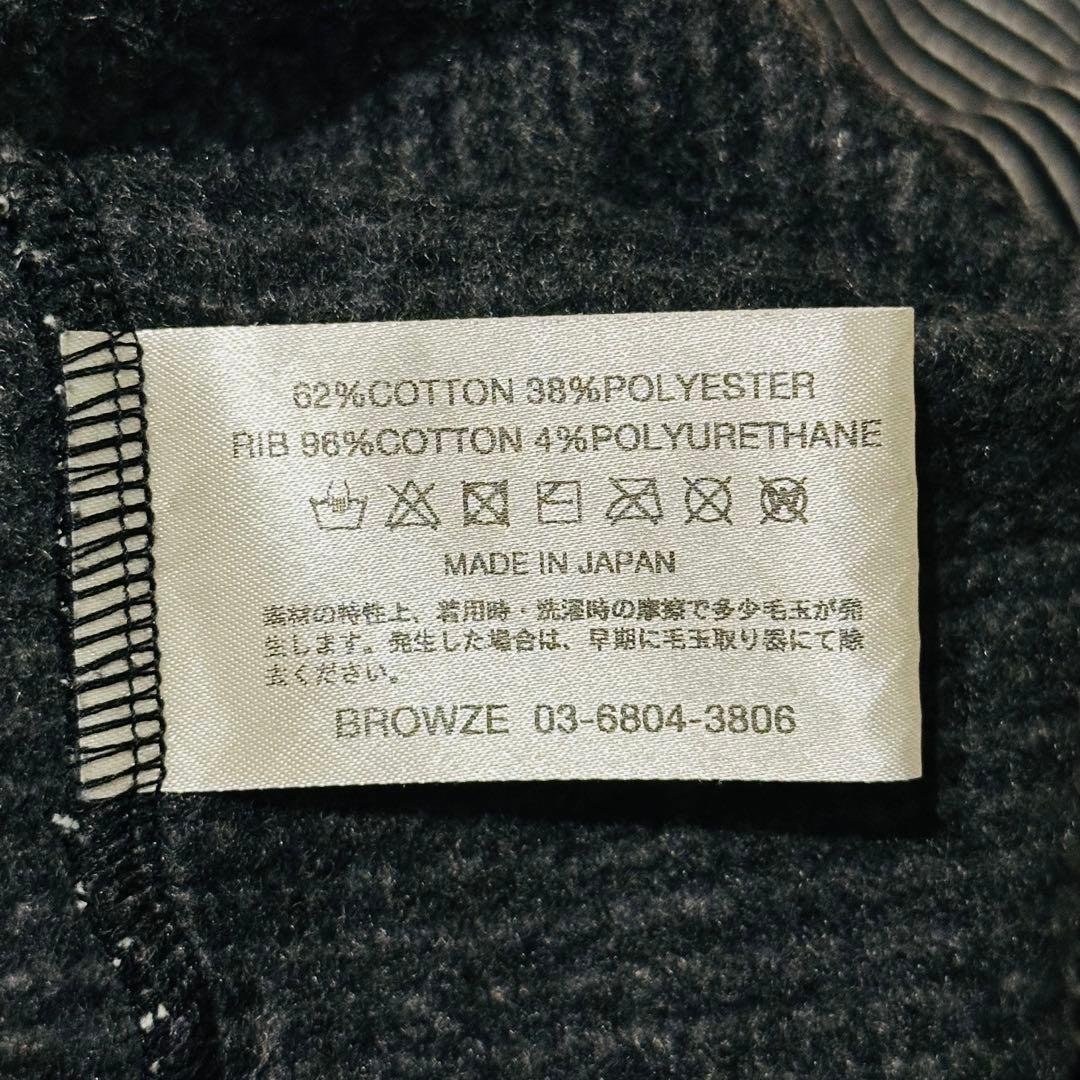 62%COTTON 38%POLYESTER
RIB 96%COTTON 4%POLYURETHANE
MADE IN JAPAN
素材の特性上、着用時・洗濯時の摩擦で多少毛玉が発
生します。発生した場合は、早期に毛玉取り器にて除
去ください。
BROWZE 03-6804-3806